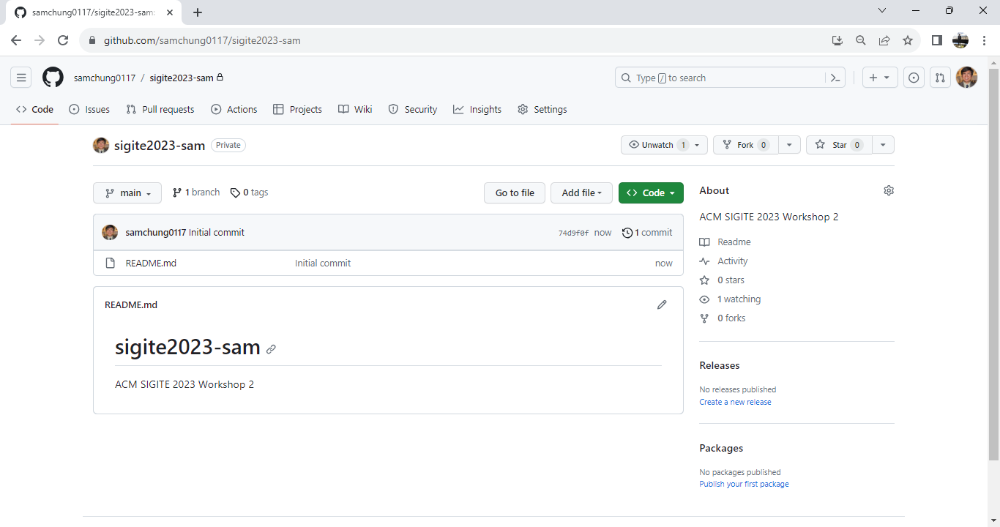 samchung0117/sigite2023-sam:
github.com/samchung0117/sigite2023-sam
samchung0117 / sigite2023-sam
Type / to search
Code Issues Pull requests Actions Projects Wiki Security Insights Settings
sigite2023-sam Private
Unwatch 1 Fork 0 Star 0
main 1 branch 0 tags Go to file Add file Code
samchung0117 Initial commit 74d9f0f now 1 commit
README.md Initial commit now
README.md
sigite2023-sam
ACM SIGITE 2023 Workshop 2
About
ACM SIGITE 2023 Workshop 2
Readme
Activity
0 stars
1 watching
0 forks
Releases
No releases published
Create a new release
Packages
No packages published
Publish your first package